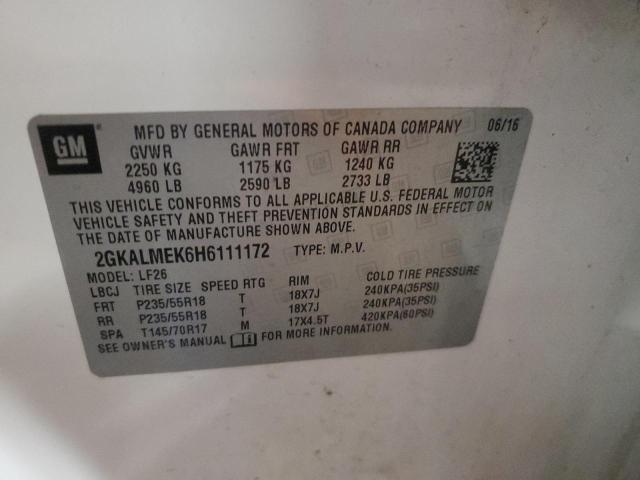 GM ® MFD BY GENERAL MOTORS OF CANADA COMPANY 06/16
GVWR GAWR FRT GAWR RR
2250 KG 1175 KG 1240 KG
4960 LB 2590 LB 2733 LB
THIS VEHICLE CONFORMS TO ALL APPLICABLE U.S. FEDERAL MOTOR
VEHICLE SAFETY AND THEFT PREVENTION STANDARDS IN EFFECT ON
THE DATE OF MANUFACTURE SHOWN ABOVE.
2GKALMEK6H6111172 TYPE: M.P.V.
MODEL: LF26
LBCJ TIRE SIZE SPEED RTG RIM COLD TIRE PRESSURE
FRT P235/55R18 T 18X7J 240KPA(35PSI)
RR P235/55R18 T 18X7J 240KPA(35PSI)
SPA T145/70R17 M 17X4.5T 420KPA(60PSI)
SEE OWNER'S MANUAL FOR MORE INFORMATION.